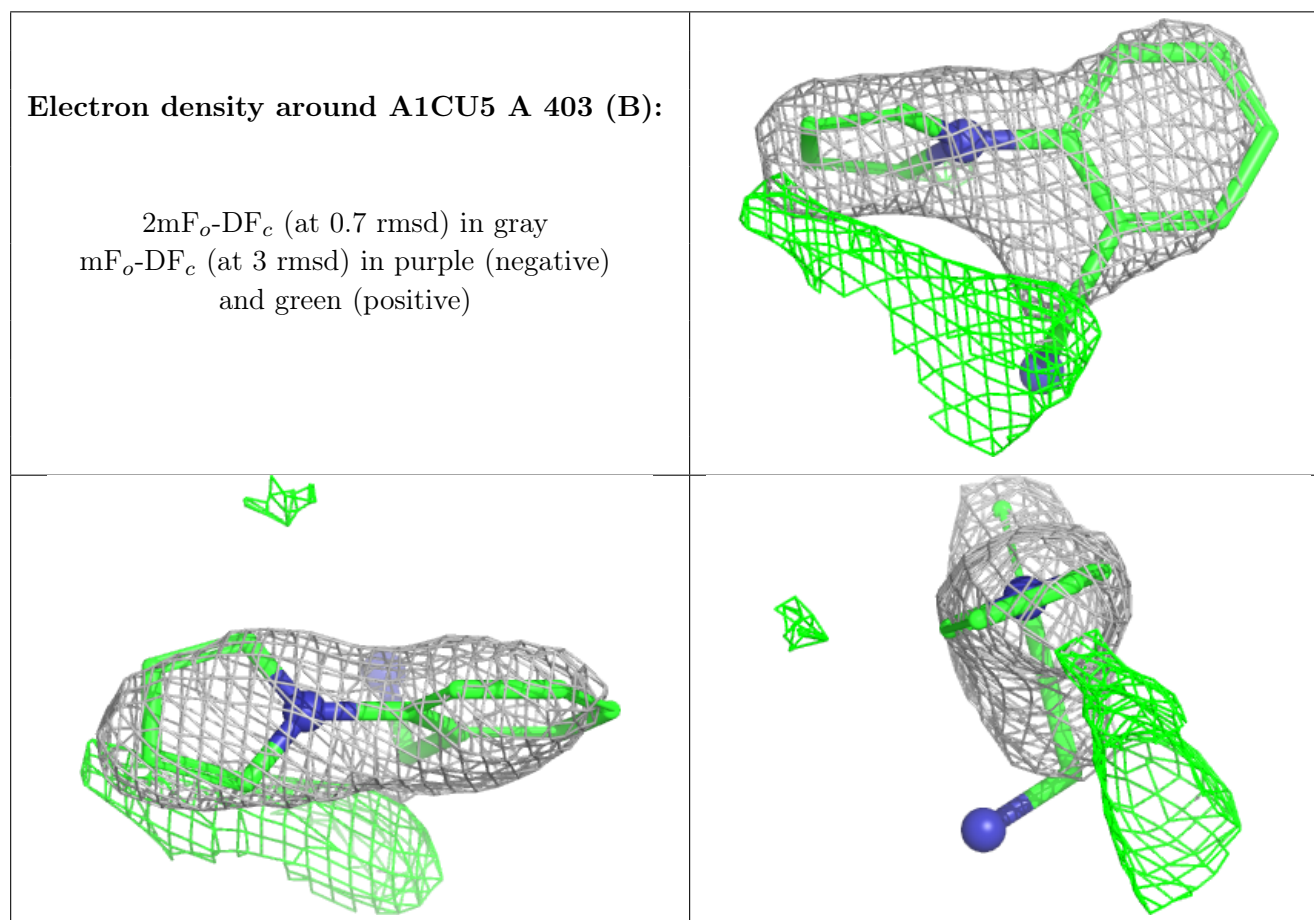 Electron density around A1CU5 A 403 (B):
2mFₒ-DF𝒸 (at 0.7 rmsd) in gray
mFₒ-DF𝒸 (at 3 rmsd) in purple (negative)
and green (positive)